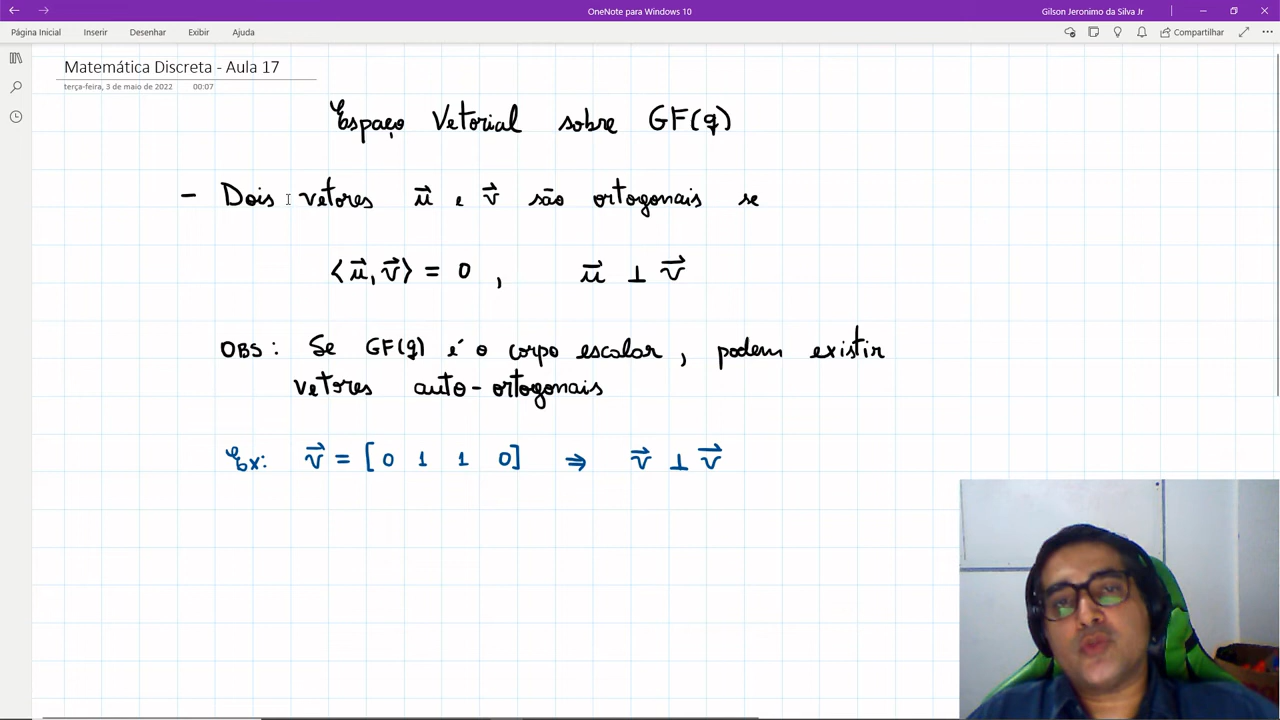 OneNote para Windows 10
Gilson Jeronimo da Silva Jr
Página Inicial Inserir Desenhar Exibir Ajuda
Compartilhar
Matemática Discreta - Aula 17
terça-feira, 3 de maio de 2022 00:07
Espaço Vetorial sobre GF(q)
- Dois vetores u⃗ e v⃗ são ortogonais se
⟨u⃗, v⃗⟩ = 0 , u⃗ ⊥ v⃗
OBS: Se GF(q) é o corpo escalar, podem existir
vetores auto-ortogonais
Ex: v⃗ = [0 1 1 0] ⇒ v⃗ ⊥ v⃗